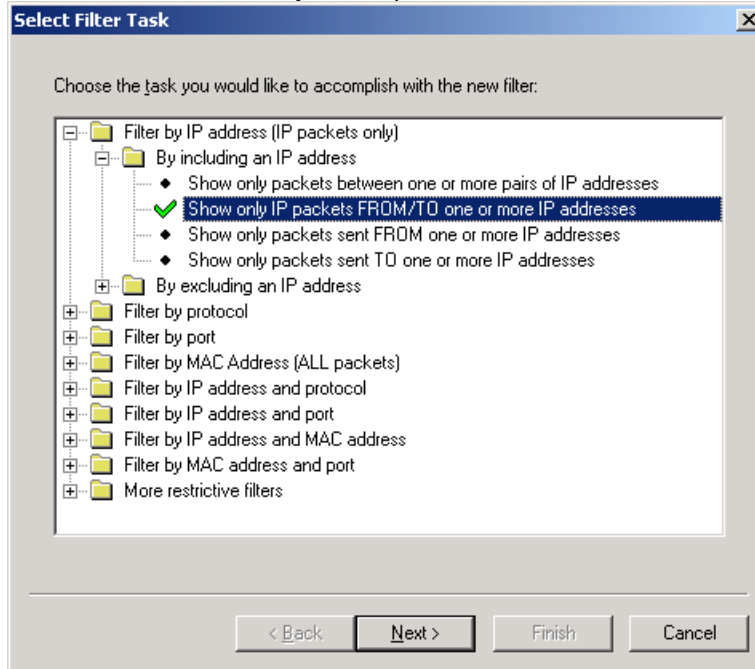 Select Filter Task
Choose the task you would like to accomplish with the new filter:
Filter by IP address (IP packets only)
By including an IP address
Show only packets between one or more pairs of IP addresses
Show only IP packets FROM/TO one or more IP addresses
Show only packets sent FROM one or more IP addresses
Show only packets sent TO one or more IP addresses
By excluding an IP address
Filter by protocol
Filter by port
Filter by MAC Address (ALL packets)
Filter by IP address and protocol
Filter by IP address and port
Filter by IP address and MAC address
Filter by MAC address and port
More restrictive filters
< Back Next > Finish Cancel